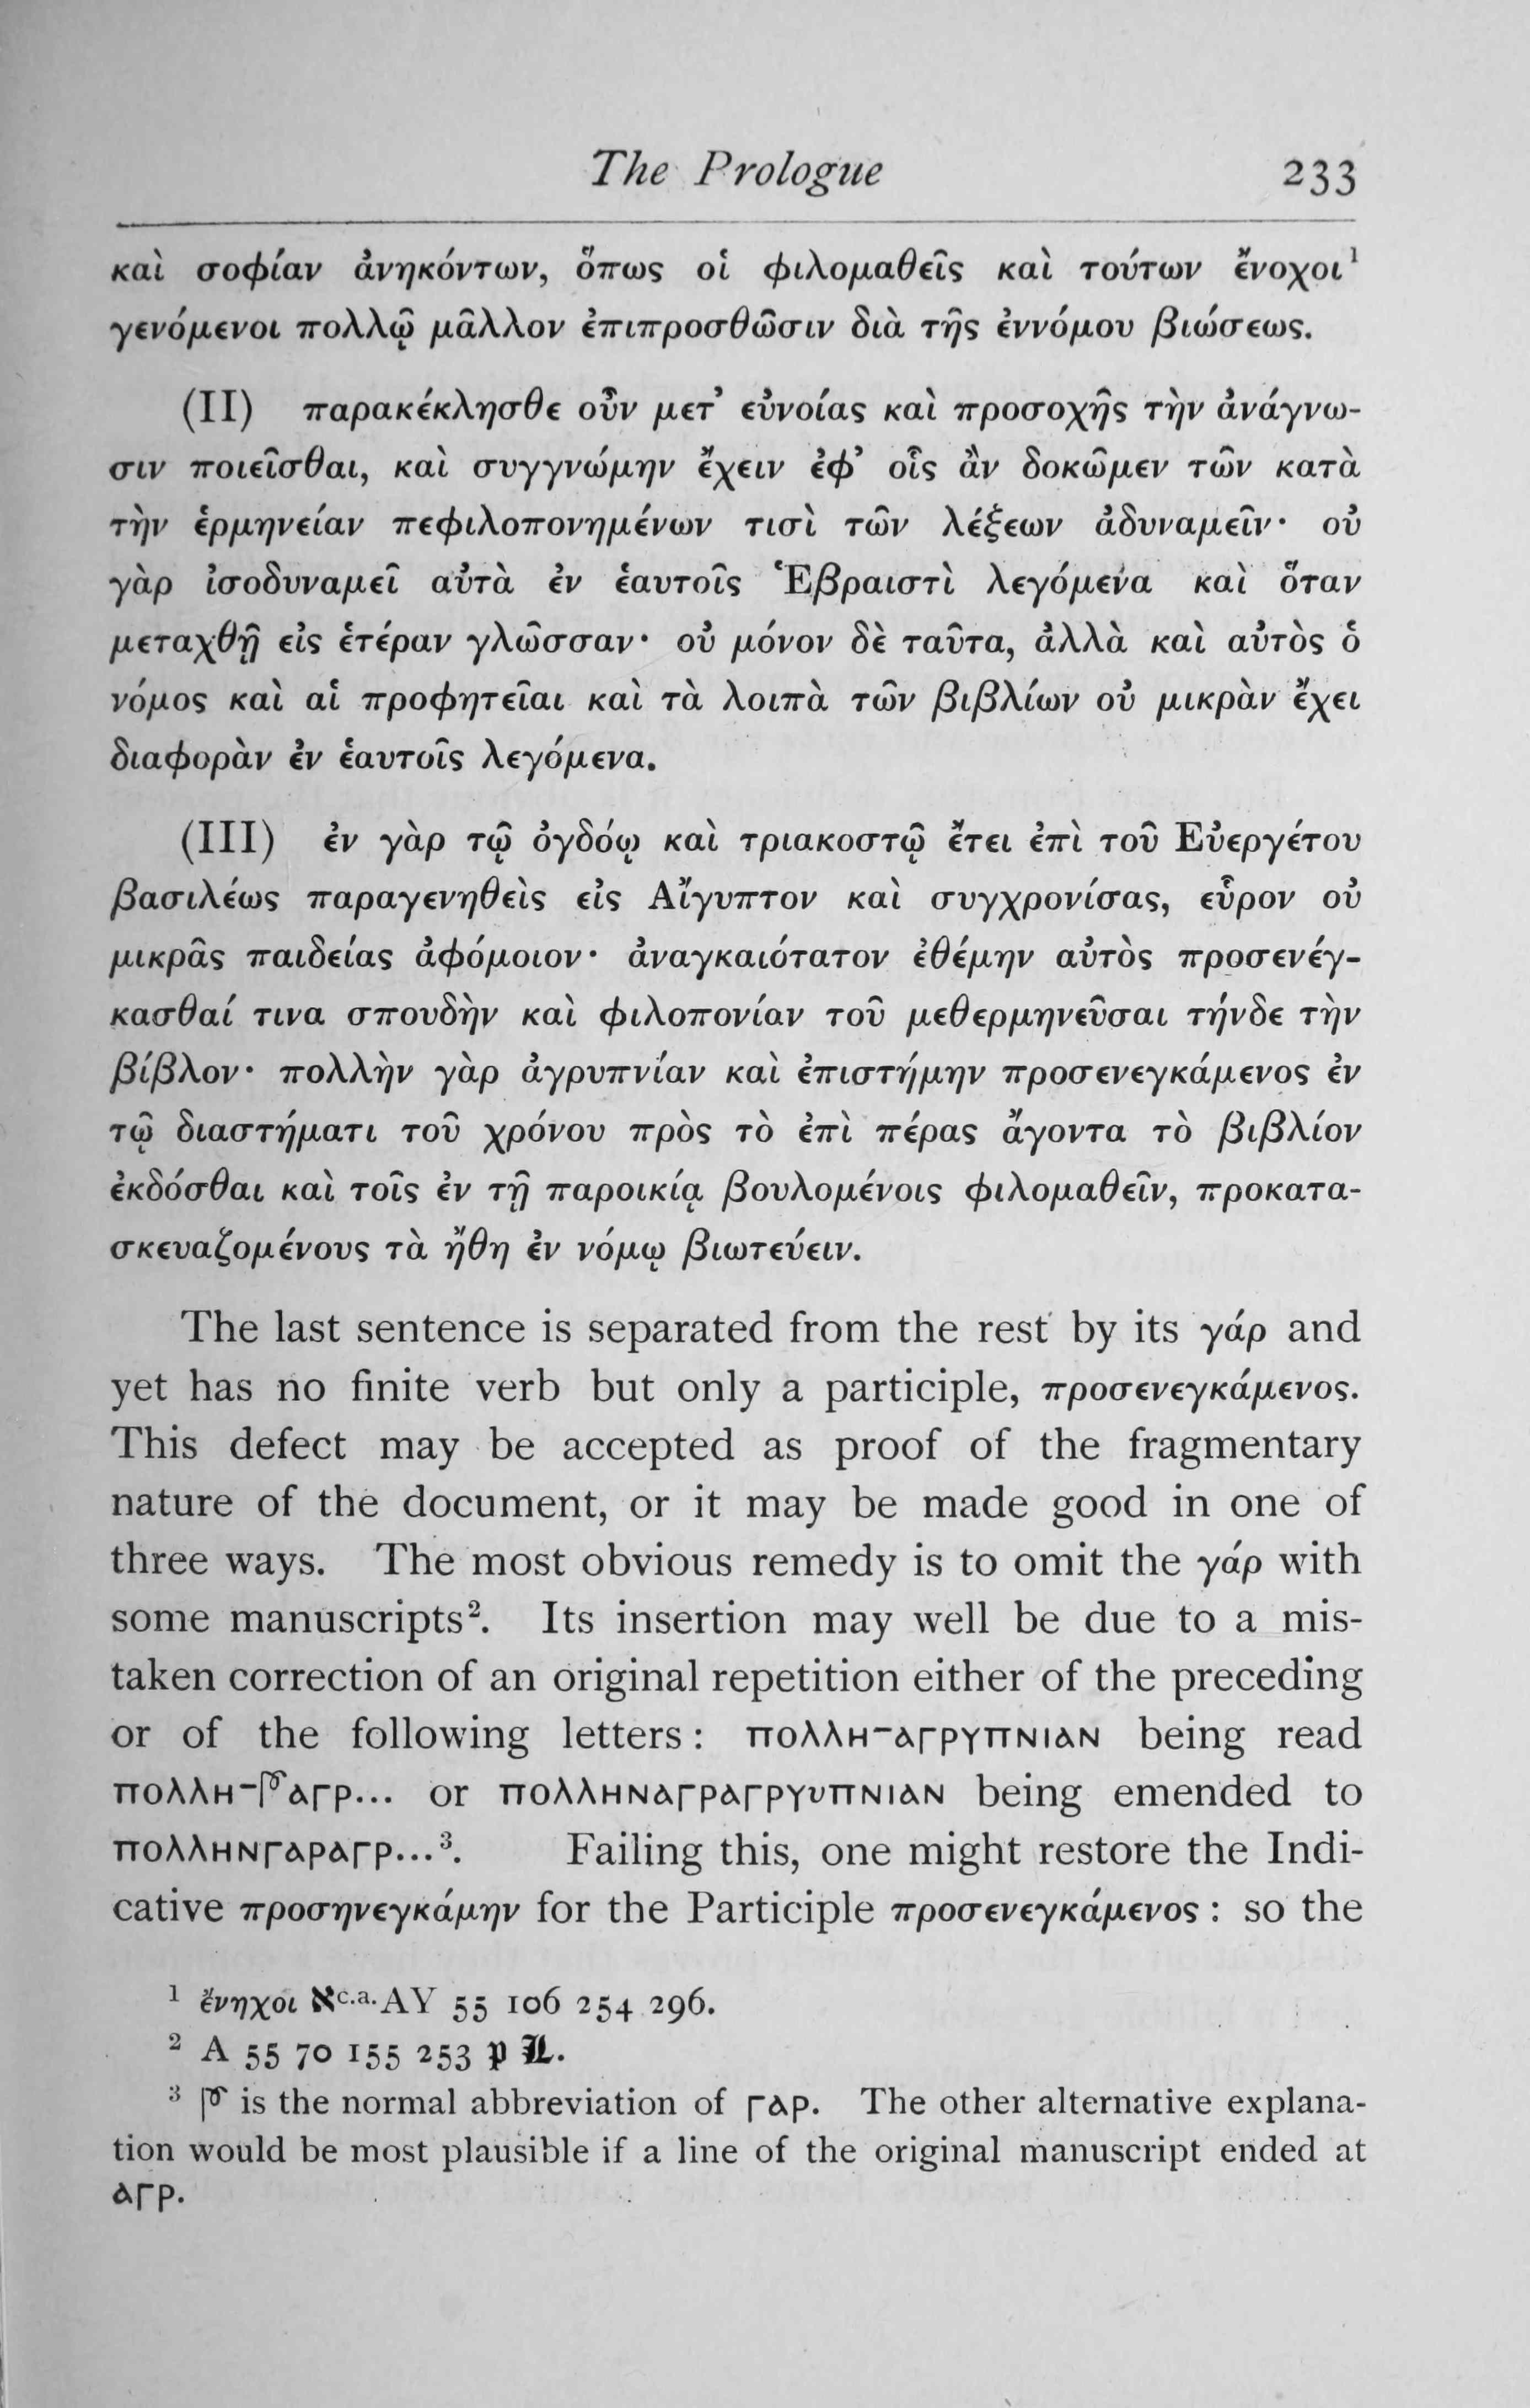 The Prologue 233
καὶ σοφίαν ἀνηκόντων, ὅπως οἱ φιλομαθεῖς καὶ τούτων ἔνοχοι¹
γενόμενοι πολλῷ μᾶλλον ἐπιπροσθῶσιν διὰ τῆς ἐννόμου βιώσεως.
(II) παρακέκλησθε οὖν μετ’ εὐνοίας καὶ προσοχῆς τὴν ἀνάγνω-
σιν ποιεῖσθαι, καὶ συγγνώμην ἔχειν ἐφ’ οἷς ἂν δοκῶμεν τῶν κατὰ
τὴν ἑρμηνείαν πεφιλοπονημένων τισὶ τῶν λέξεων ἀδυναμεῖν· οὐ
γὰρ ἰσοδυναμεῖ αὐτὰ ἐν ἑαυτοῖς Ἑβραιστὶ λεγόμενα καὶ ὅταν
μεταχθῇ εἰς ἑτέραν γλῶσσαν· οὐ μόνον δὲ ταῦτα, ἀλλὰ καὶ αὐτὸς ὁ
νόμος καὶ αἱ προφητεῖαι καὶ τὰ λοιπὰ τῶν βιβλίων οὐ μικρὰν ἔχει
διαφορὰν ἐν ἑαυτοῖς λεγόμενα.
(III) ἐν γὰρ τῷ ὀγδόῳ καὶ τριακοστῷ ἔτει ἐπὶ τοῦ Εὐεργέτου
βασιλέως παραγενηθεὶς εἰς Αἴγυπτον καὶ συγχρονίσας, εὗρον οὐ
μικρᾶς παιδείας ἀφόμοιον· ἀναγκαιότατον ἐθέμην αὐτὸς προσενέγ-
κασθαί τινα σπουδὴν καὶ φιλοπονίαν τοῦ μεθερμηνεῦσαι τήνδε τὴν
βίβλον· πολλὴν γὰρ ἀγρυπνίαν καὶ ἐπιστήμην προσενεγκάμενος ἐν
τῷ διαστήματι τοῦ χρόνου πρὸς τὸ ἐπὶ πέρας ἄγοντα τὸ βιβλίον
ἐκδόσθαι καὶ τοῖς ἐν τῇ παροικίᾳ βουλομένοις φιλομαθεῖν, προκατα-
σκευαζομένους τὰ ἤθη ἐν νόμῳ βιωτεύειν.
The last sentence is separated from the rest by its γάρ and
yet has no finite verb but only a participle, προσενεγκάμενος.
This defect may be accepted as proof of the fragmentary
nature of the document, or it may be made good in one of
three ways. The most obvious remedy is to omit the γάρ with
some manuscripts². Its insertion may well be due to a mis-
taken correction of an original repetition either of the preceding
or of the following letters: ΠΟΛΛΗ‾ΑΓΡΥΠΝΙΑΝ being read
ΠΟΛΛΗ‾ ΑΓΡ... or ΠΟΛΛΗΝΑΓΡΑΓΡΥΥΠΝΙΑΝ being emended to
ΠΟΛΛΗΝΓΑΡΑΓΡ...³. Failing this, one might restore the Indi-
cative προσηνεγκάμην for the Participle προσενεγκάμενος: so the
¹ ἔνηχοι ℵc.a. AY 55 106 254 296.
² A 55 70 155 253 𝔭 𝕷.
³ is the normal abbreviation of ΓΑΡ. The other alternative explana-
tion would be most plausible if a line of the original manuscript ended at
ΑΓΡ.